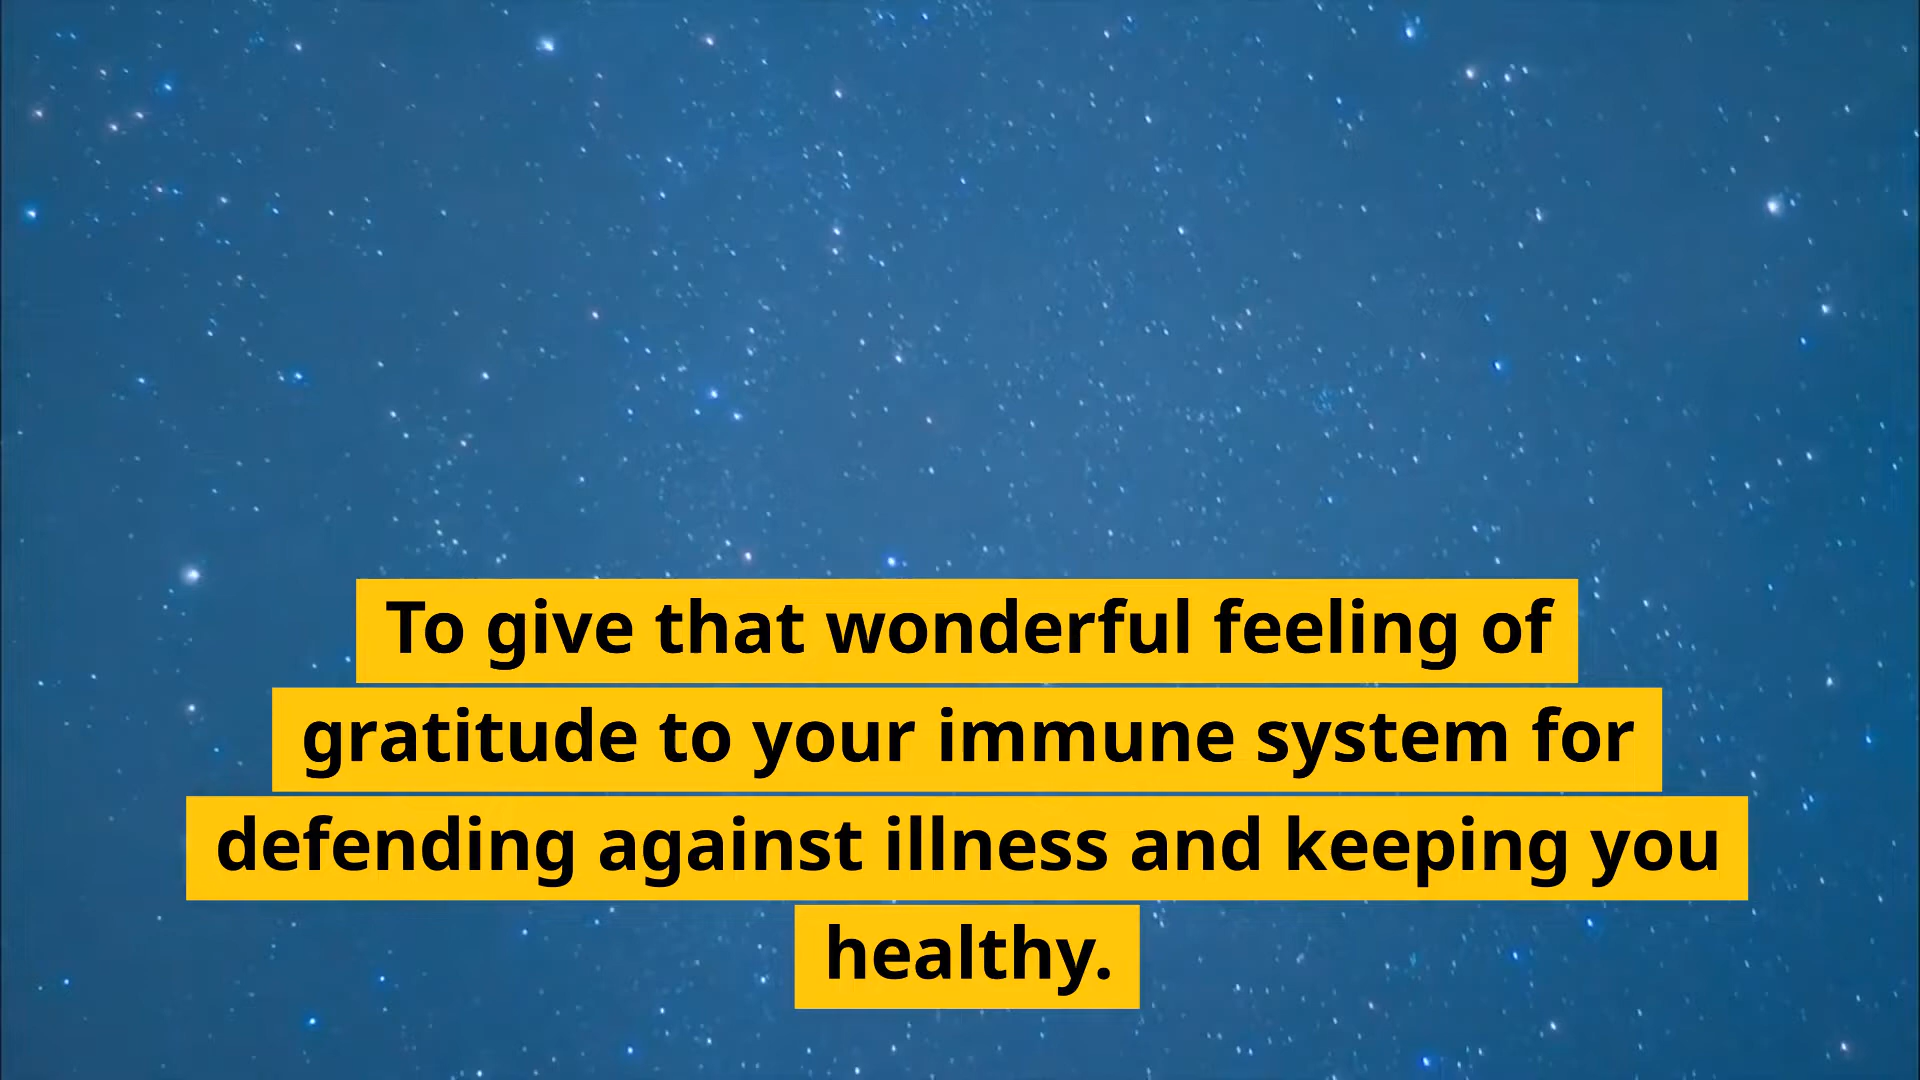 To give that wonderful feeling of
gratitude to your immune system for
defending against illness and keeping you
healthy.